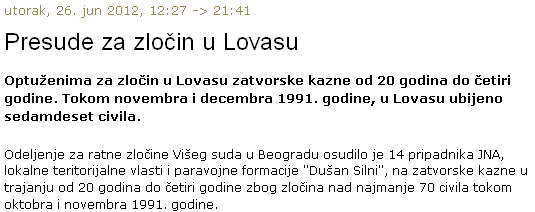 utorak, 26. jun 2012, 12:27 -> 21:41
Presude za zločin u Lovasu
Optuženima za zločin u Lovasu zatvorske kazne od 20 godina do četiri
godine. Tokom novembra i decembra 1991. godine, u Lovasu ubijeno
sedamdeset civila.
Odeljenje za ratne zločine Višeg suda u Beogradu osudilo je 14 pripadnika JNA,
lokalne teritorijalne vlasti i paravojne formacije "Dušan Silni", na zatvorske kazne u
trajanju od 20 godina do četiri godine zbog zločina nad najmanje 70 civila tokom
oktobra i novembra 1991. godine.